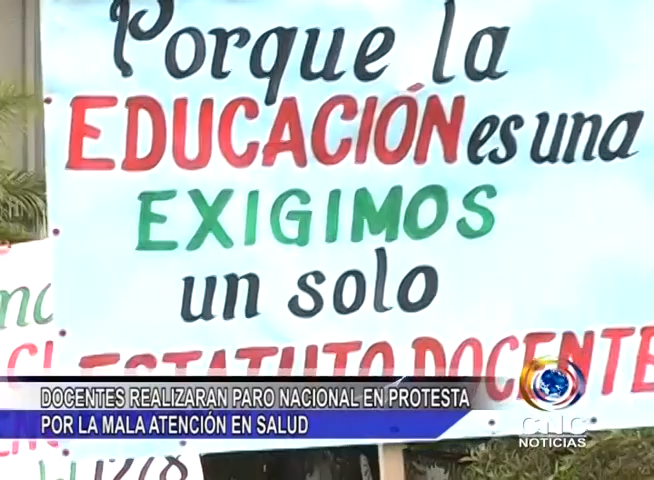 Porque la
EDUCACIÓN es una
EXIGIMOS
un solo
ESTATUTO DOCENTE
DOCENTES REALIZARAN PARO NACIONAL EN PROTESTA
POR LA MALA ATENCIÓN EN SALUD
CNC
NOTICIAS